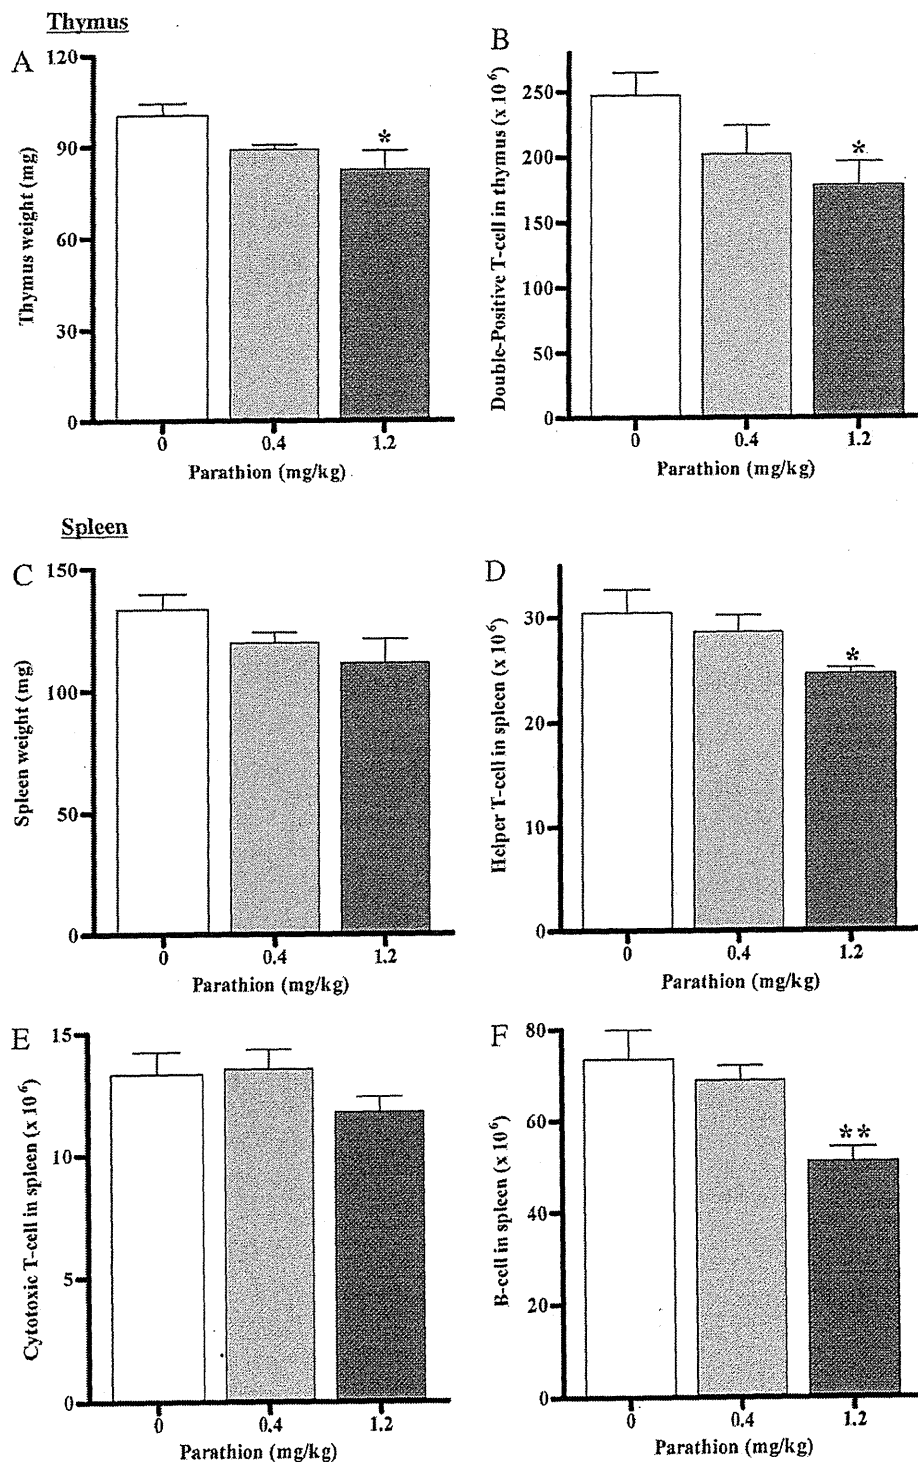 Thymus
A
120
90
60
30
0
Thymus weight (mg)
*
0 0.4 1.2
Parathion (mg/kg)
B
250
200
150
100
50
0
Double-Positive T-cell in thymus (x 10⁶)
*
0 0.4 1.2
Parathion (mg/kg)
Spleen
C
150
100
50
0
Spleen weight (mg)
0 0.4 1.2
Parathion (mg/kg)
D
30
20
10
0
Helper T-cell in spleen (x 10⁶)
*
0 0.4 1.2
Parathion (mg/kg)
E
15
10
5
0
Cytotoxic T-cell in spleen (x 10⁶)
0 0.4 1.2
Parathion (mg/kg)
F
80
60
40
20
0
B-cell in spleen (x 10⁶)
**
0 0.4 1.2
Parathion (mg/kg)